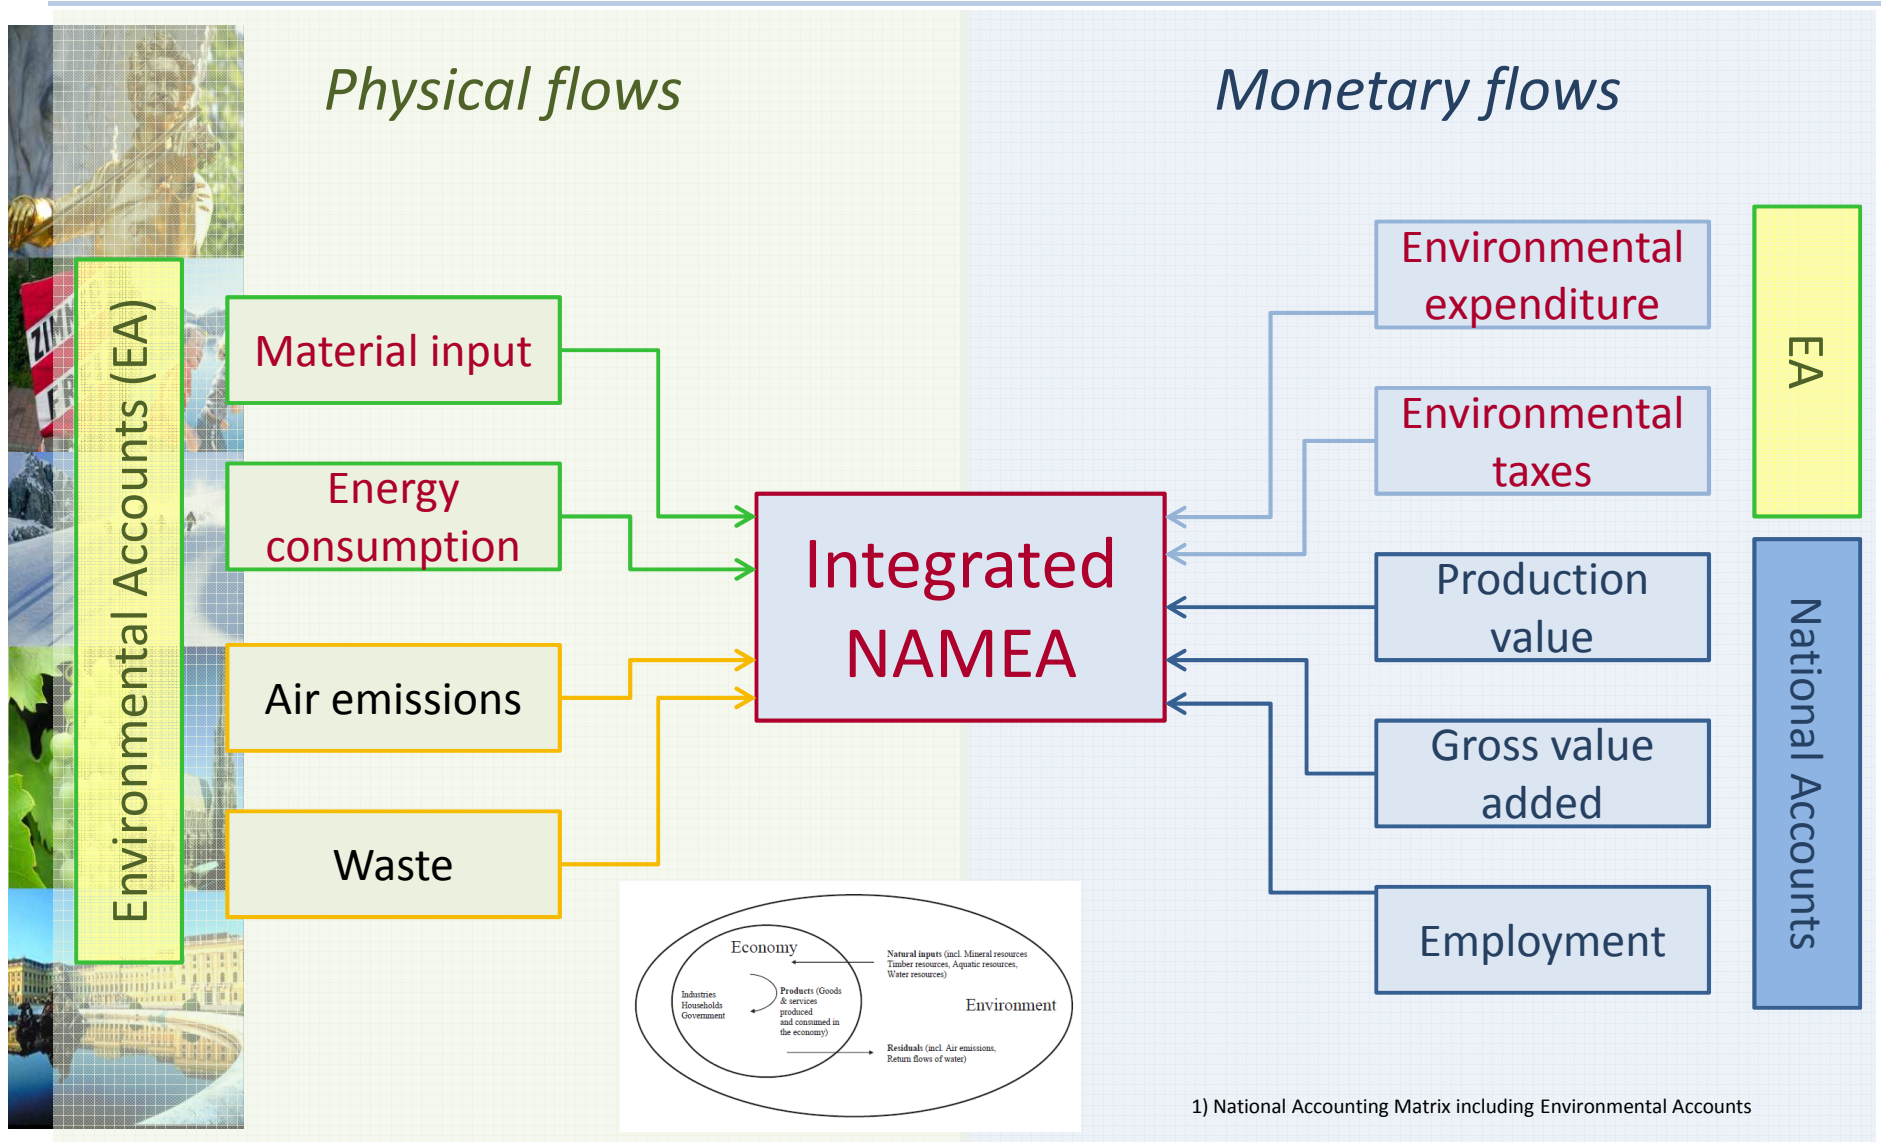 Physical flows
Monetary flows
Environmental Accounts (EA)
Material input
Energy
consumption
Air emissions
Waste
Integrated
NAMEA
Environmental
expenditure
Environmental
taxes
Production
value
Gross value
added
Employment
EA
National Accounts
Economy
Industries
Households
Government
Products (Goods
& services
produced
and consumed in
the economy)
Natural inputs (incl. Mineral resources
Timber resources, Aquatic resources,
Water resources)
Environment
Residuals (incl. Air emissions,
Return flows of water)
1) National Accounting Matrix including Environmental Accounts